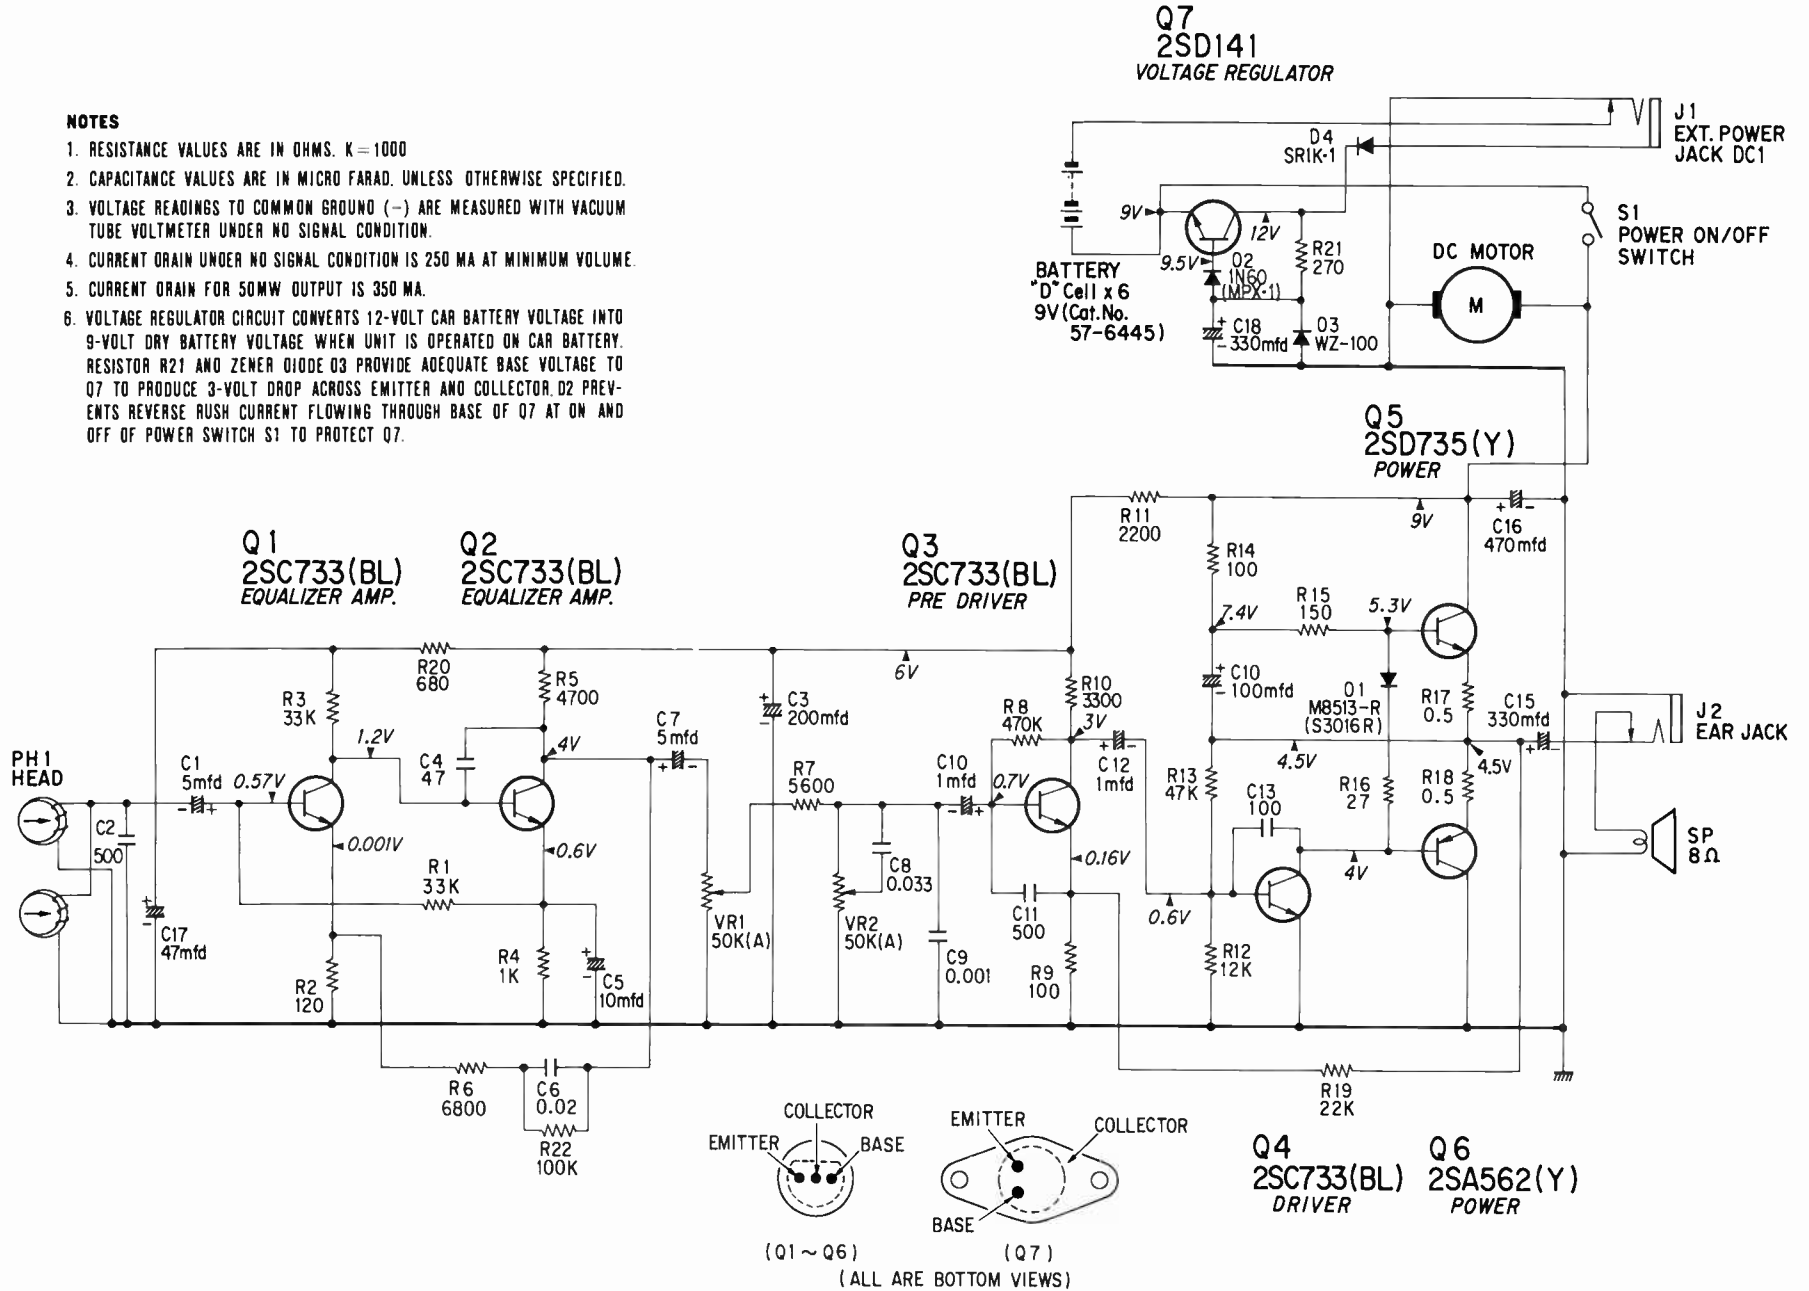 Q7
2SD141
VOLTAGE REGULATOR
NOTES
1. RESISTANCE VALUES ARE IN OHMS. K=1000
2. CAPACITANCE VALUES ARE IN MICRO FARAD. UNLESS OTHERWISE SPECIFIED.
3. VOLTAGE READINGS TO COMMON GROUND (-) ARE MEASURED WITH VACUUM
TUBE VOLTMETER UNDER NO SIGNAL CONDITION.
4. CURRENT DRAIN UNDER NO SIGNAL CONDITION IS 250 MA AT MINIMUM VOLUME.
5. CURRENT DRAIN FOR 50MW OUTPUT IS 350 MA.
6. VOLTAGE REGULATOR CIRCUIT CONVERTS 12-VOLT CAR BATTERY VOLTAGE INTO
9-VOLT DRY BATTERY VOLTAGE WHEN UNIT IS OPERATED ON CAR BATTERY.
RESISTOR R21 AND ZENER DIODE D3 PROVIDE ADEQUATE BASE VOLTAGE TO
Q7 TO PRODUCE 3-VOLT DROP ACROSS EMITTER AND COLLECTOR. D2 PREV-
ENTS REVERSE RUSH CURRENT FLOWING THROUGH BASE OF Q7 AT ON AND
OFF OF POWER SWITCH S1 TO PROTECT Q7.
J1
EXT. POWER
JACK DC1
D4
SR1K-1
9V
12V
9.5V
D2
1N60
(MPX-1)
R21
270
S1
POWER ON/OFF
SWITCH
DC MOTOR
M
BATTERY
"D" Cell x 6
9V(Cat.No.
57-6445)
+
-
C18
330mfd
D3
WZ-100
Q5
2SD735(Y)
POWER
Q1
2SC733(BL)
EQUALIZER AMP.
Q2
2SC733(BL)
EQUALIZER AMP.
Q3
2SC733(BL)
PRE DRIVER
R11
2200
9V
+
-
C16
470mfd
R14
100
R15
150
5.3V
7.4V
R20
680
6V
R3
33K
R5
4700
C7
5mfd
+
-
+
-
C3
200mfd
R8
470K
R10
3300
3V
+
-
C10
100mfd
D1
M8513-R
(S3016R)
R17
0.5
C15
330mfd
+
-
J2
EAR JACK
1.2V
4V
C4
47
+
-
C12
1mfd
4.5V
4.5V
PH1
HEAD
C1
5mfd
-
+
0.57V
R7
5600
C10
1mfd
-
+
0.7V
R13
47K
C13
100
R16
27
R18
0.5
C2
500
0.001V
0.6V
C8
0.033
0.16V
4V
SP
8Ω
R1
33K
VR1
50K(A)
VR2
50K(A)
C11
500
0.6V
+
-
C17
47mfd
R2
120
R4
1K
+
-
C5
10mfd
C9
0.001
R9
100
R12
12K
R6
6800
C6
0.02
R22
100K
R19
22K
COLLECTOR
EMITTER
BASE
EMITTER
COLLECTOR
BASE
(Q1~Q6)
(Q7)
(ALL ARE BOTTOM VIEWS)
Q4
2SC733(BL)
DRIVER
Q6
2SA562(Y)
POWER